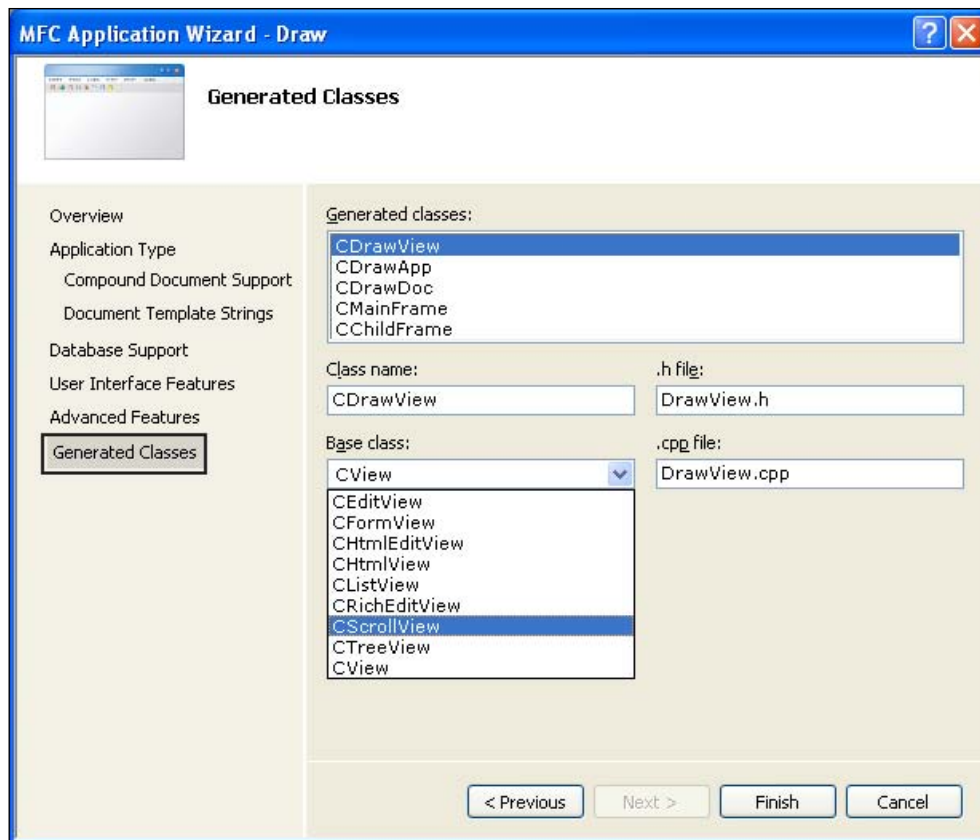 MFC Application Wizard - Draw
Generated Classes
Overview
Application Type
Compound Document Support
Document Template Strings
Database Support
User Interface Features
Advanced Features
Generated Classes
Generated classes:
CDrawView
CDrawApp
CDrawDoc
CMainFrame
CChildFrame
Class name:
.h file:
CDrawView
DrawView.h
Base class:
.cpp file:
CView
DrawView.cpp
CEditView
CFormView
CHtmlEditView
CHtmlView
CListView
CRichEditView
CScrollView
CTreeView
CView
< Previous
Next >
Finish
Cancel